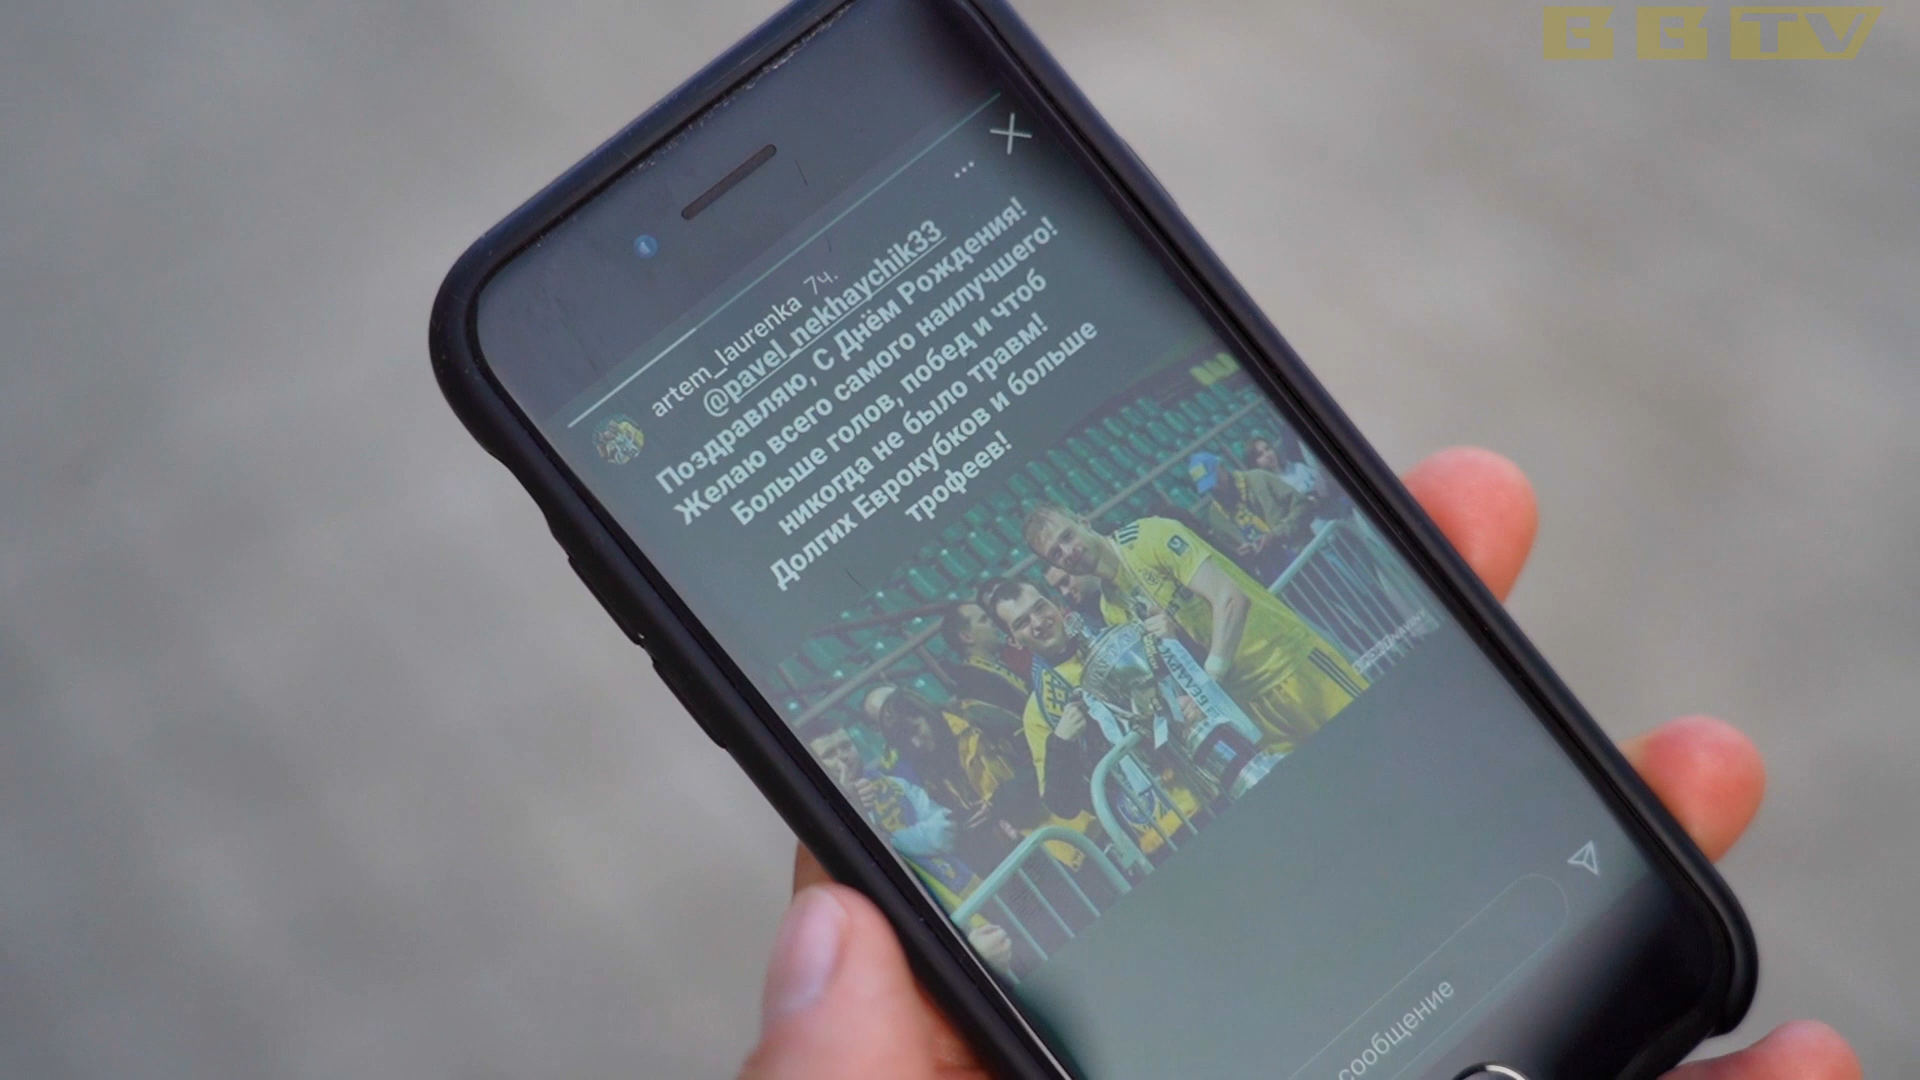 BBTV
artem_laurenka 7ч.
@pavel_nekhaychik33
Поздравляю, С Днём Рождения!
Желаю всего самого наилучшего!
Больше голов, побед и чтоб
никогда не было травм!
Долгих Еврокубков и больше
трофеев!
БЕЛАРУС
сообщение